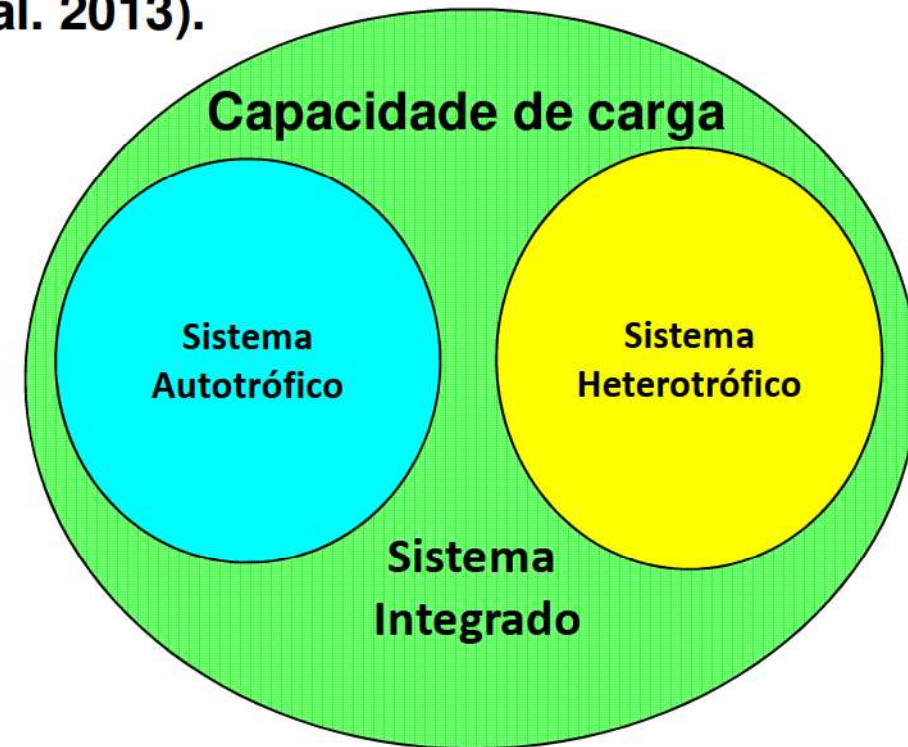 al. 2013).
Capacidade de carga
Sistema
Autotrófico
Sistema
Heterotrófico
Sistema
Integrado